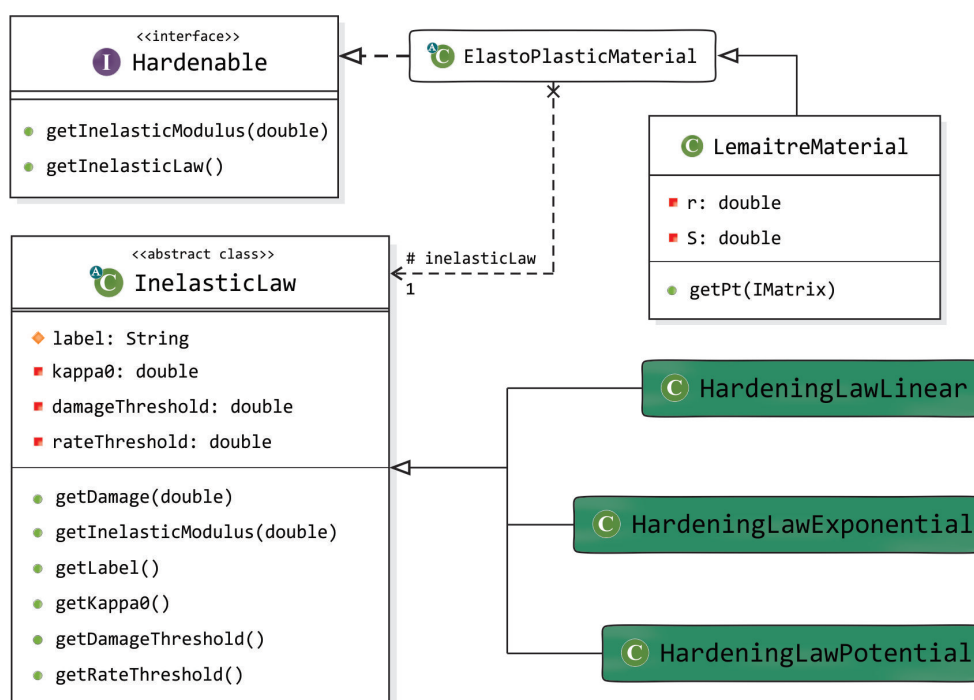 <<interface>>
I Hardenable
getInelasticModulus(double)
getInelasticLaw()
A C ElastoPlasticMaterial
C LemaitreMaterial
r: double
S: double
getPt(IMatrix)
# inelasticLaw
1
<<abstract class>>
A C InelasticLaw
label: String
kappa0: double
damageThreshold: double
rateThreshold: double
getDamage(double)
getInelasticModulus(double)
getLabel()
getKappa0()
getDamageThreshold()
getRateThreshold()
C HardeningLawLinear
C HardeningLawExponential
C HardeningLawPotential